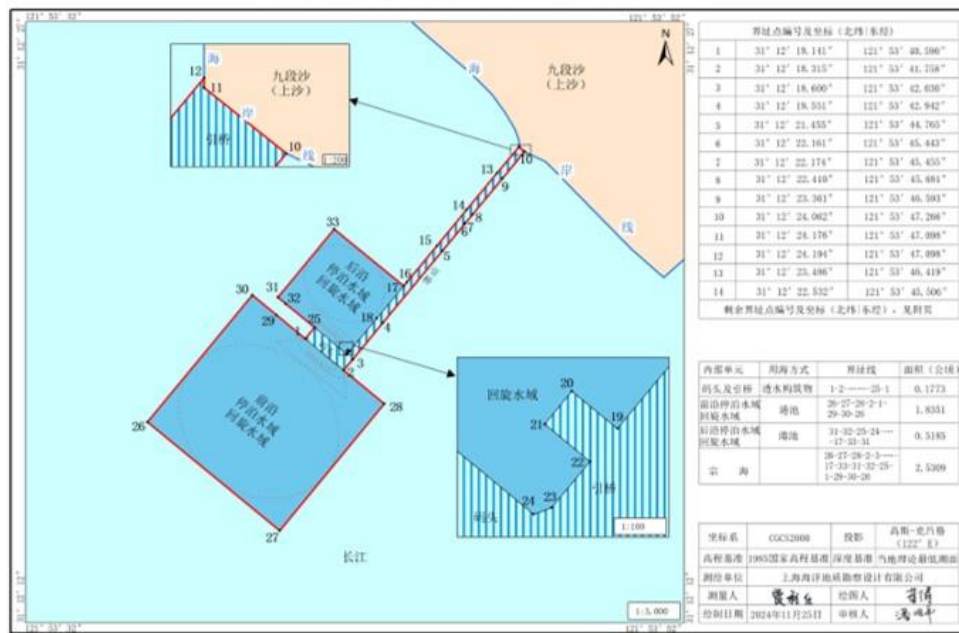 121° 53′ 32″
121° 53′ 52″
31° 12′ 27″
N
海
12
11
岸
引桥
10
线
1:200
九段沙
（上沙）
海
九段沙
（上沙）
岸
线
13
10
9
14
8
7
6
15
5
33
后沿
停泊水域
回旋水域
16
17
31
32
30
29
25
18
4
1
3
2
28
前沿
停泊水域
回旋水域
26
27
长江
回旋水域
20
19
21
22
引桥
24
23
码头
1:100
1:3,000
121° 53′ 32″
121° 53′ 52″
界址点编号及坐标（北纬|东经）
1 31° 12′ 19.141″ 121° 53′ 40.596″
2 31° 12′ 18.315″ 121° 53′ 41.758″
3 31° 12′ 18.600″ 121° 53′ 42.030″
4 31° 12′ 19.551″ 121° 53′ 42.942″
5 31° 12′ 21.455″ 121° 53′ 44.765″
6 31° 12′ 22.161″ 121° 53′ 45.443″
7 31° 12′ 22.174″ 121° 53′ 45.455″
8 31° 12′ 22.410″ 121° 53′ 45.681″
9 31° 12′ 23.361″ 121° 53′ 46.593″
10 31° 12′ 24.062″ 121° 53′ 47.266″
11 31° 12′ 24.176″ 121° 53′ 47.098″
12 31° 12′ 24.194″ 121° 53′ 47.098″
13 31° 12′ 23.486″ 121° 53′ 46.419″
14 31° 12′ 22.532″ 121° 53′ 45.506″
剩余界址点编号及坐标（北纬|东经），见附页
内部单元 用海方式 界址线 面积（公顷）
码头及引桥 透水构筑物 1-2-……-25-1 0.1773
前沿停泊水域 回旋水域 港池 26-27-28-2-1-29-30-26 1.8351
后沿停泊水域 回旋水域 港池 31-32-25-24-…-17-33-31 0.5185
宗 海 26-27-28-2-3-…-17-33-31-32-25-1-29-30-26 2.5309
坐标系 CGCS2000 投影 高斯-克吕格（122° E）
高程基准 1985国家高程基准 深度基准 当地理论最低潮面
测绘单位 上海海洋地质勘察设计有限公司
测量人 绘图人
绘制日期 2024年11月25日 审核人